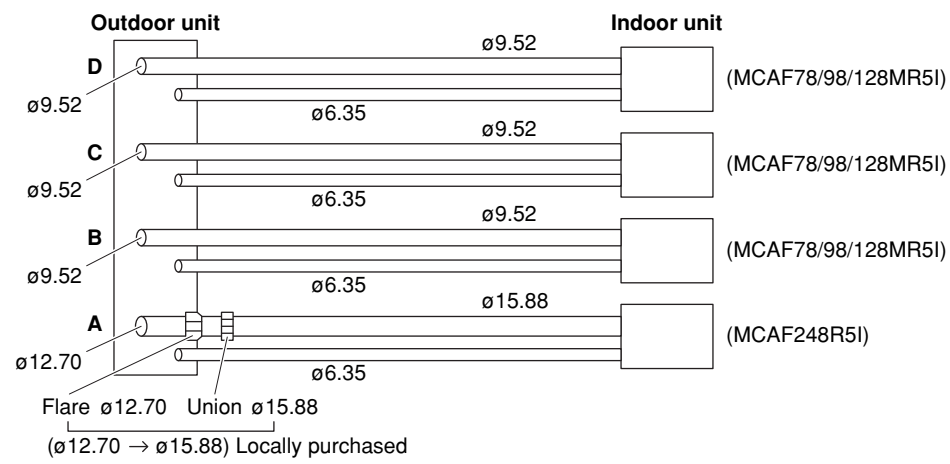 Outdoor unit
Indoor unit
ø9.52
D
(MCAF78/98/128MR5I)
ø9.52
ø6.35
ø9.52
C
(MCAF78/98/128MR5I)
ø9.52
ø6.35
ø9.52
B
(MCAF78/98/128MR5I)
ø9.52
ø6.35
ø15.88
A
(MCAF248R5I)
ø12.70
ø6.35
Flare ø12.70 Union ø15.88
(ø12.70 → ø15.88) Locally purchased